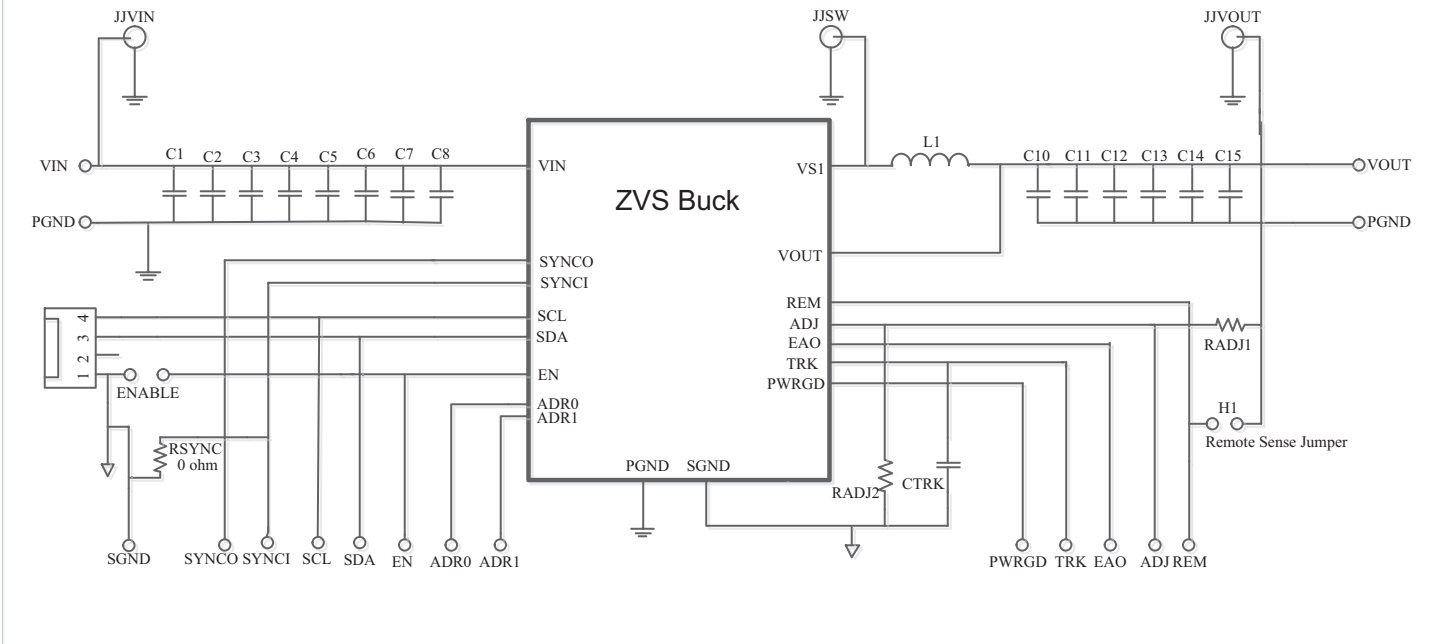 JJVIN
JJSW
JJVOUT
C1 C2 C3 C4 C5 C6 C7 C8
L1
C10 C11 C12 C13 C14 C15
VIN
VIN
VS1
VOUT
ZVS Buck
PGND
PGND
VOUT
SYNCO
SYNCI
SCL
SDA
EN
ADR0
ADR1
REM
ADJ
EAO
TRK
PWRGD
4
3
2
1
ENABLE
RADJ1
H1
Remote Sense Jumper
RSYNC
0 ohm
PGND SGND
RADJ2
CTRK
SGND SYNCO SYNCI SCL SDA EN ADR0 ADR1
PWRGD TRK EAO ADJ REM